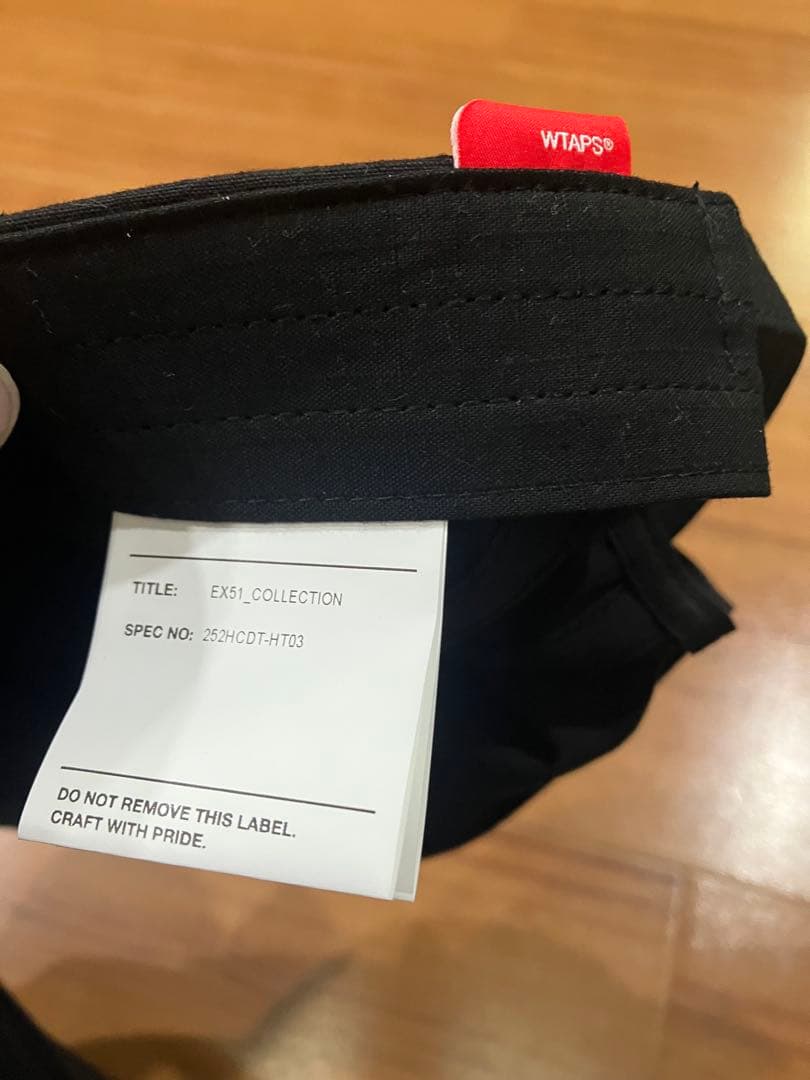 WTAPS®
TITLE: EX51_COLLECTION
SPEC NO: 252HCDT-HT03
DO NOT REMOVE THIS LABEL.
CRAFT WITH PRIDE.